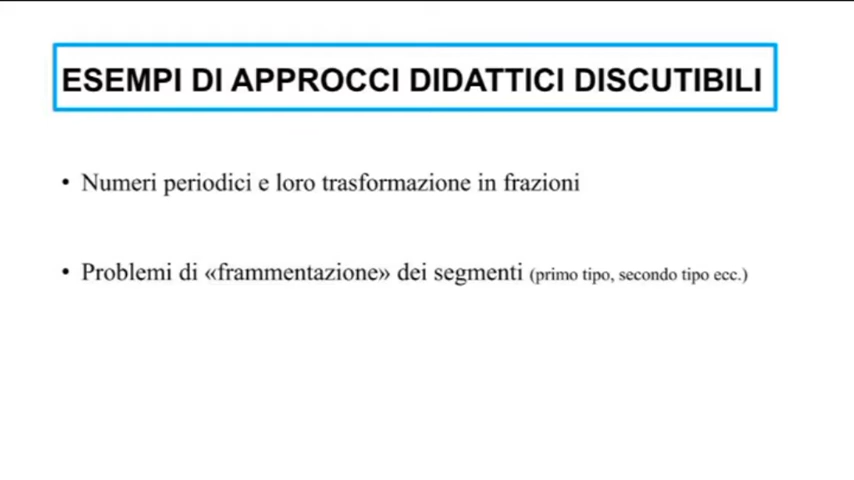 ESEMPI DI APPROCCI DIDATTICI DISCUTIBILI
• Numeri periodici e loro trasformazione in frazioni
• Problemi di «frammentazione» dei segmenti (primo tipo, secondo tipo ecc.)